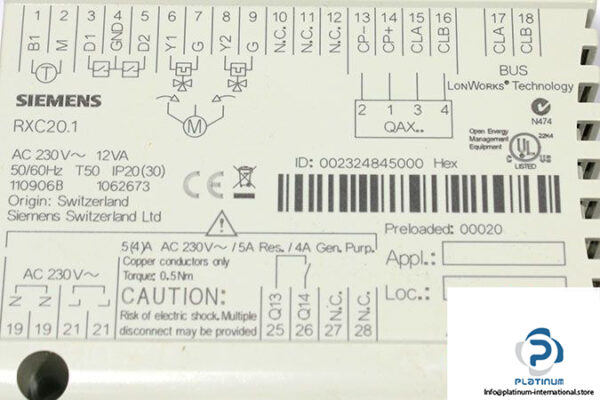 1 2 3 4 5 6 7 8 9 10 11 12 13 14 15 16 17 18
B1 M D1 GND D2 Y1 G Y2 G N.C. N.C. N.C. CP- CP+ CLA CLB CLA CLB
T
BUS
LONWORKS® Technology
SIEMENS
RXC20.1
M
2 1 3 4
QAX..
N474
Open Energy
Management
Equipment
22K4
UL
LISTED
AC 230V~ 12VA
50/60Hz T50 IP20(30)
110906B 1062673
Origin: Switzerland
Siemens Switzerland Ltd
CE
ID: 002324845000 Hex
Preloaded: 00020
5(4)A AC 230V~/5A Res./4A Gen. Purp.
Appl.:
AC 230V~
Copper conductors only
Torque: 0.5Nm
CAUTION:
Risk of electric shock. Multiple
disconnect may be provided
Loc.:
N N L L
19 19 21 21
Q13 Q14 N.C. N.C.
25 26 27 28
PLATINUM
Info@platinum-international.store